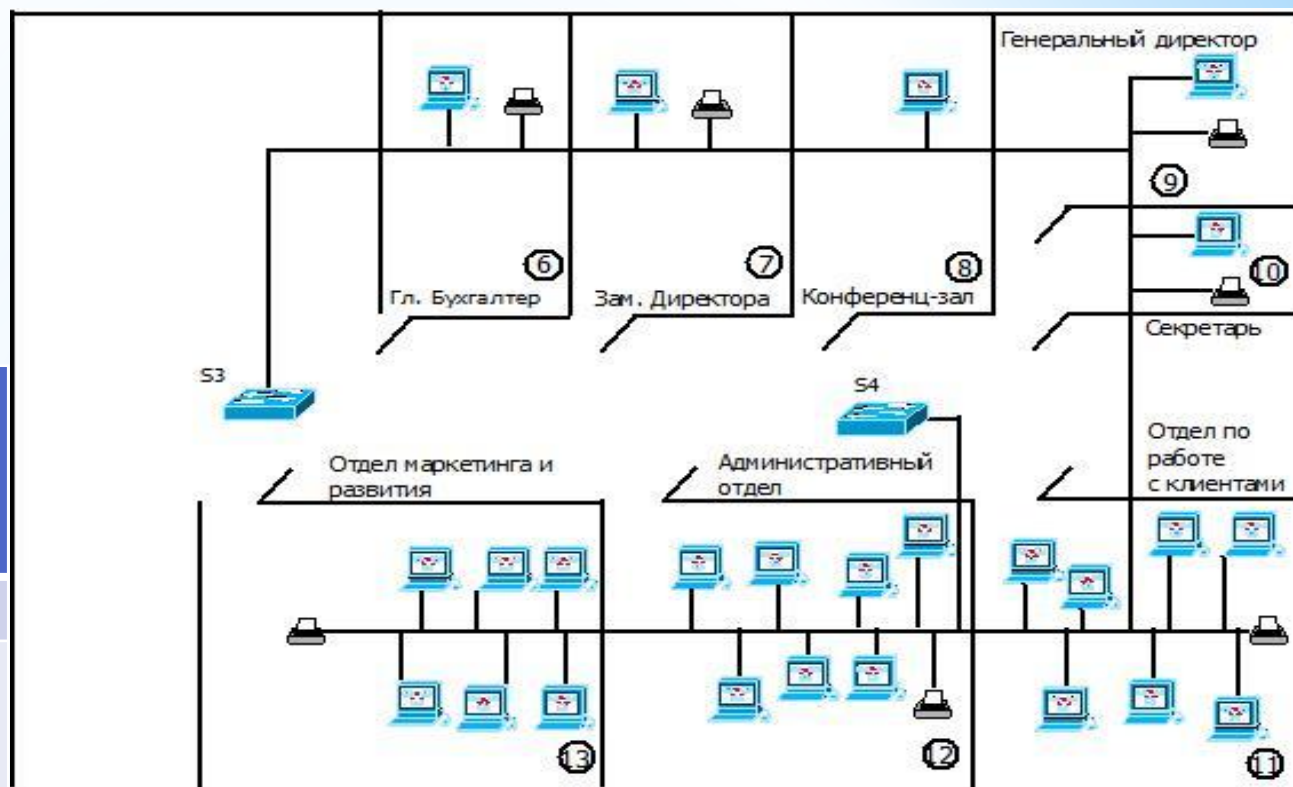 Генеральный директор
9
6
7
8
10
Гл. Бухгалтер
Зам. Директора
Конференц-зал
Секретарь
S3
S4
Отдел маркетинга и
развития
Административный
отдел
Отдел по
работе
с клиентами
13
12
11